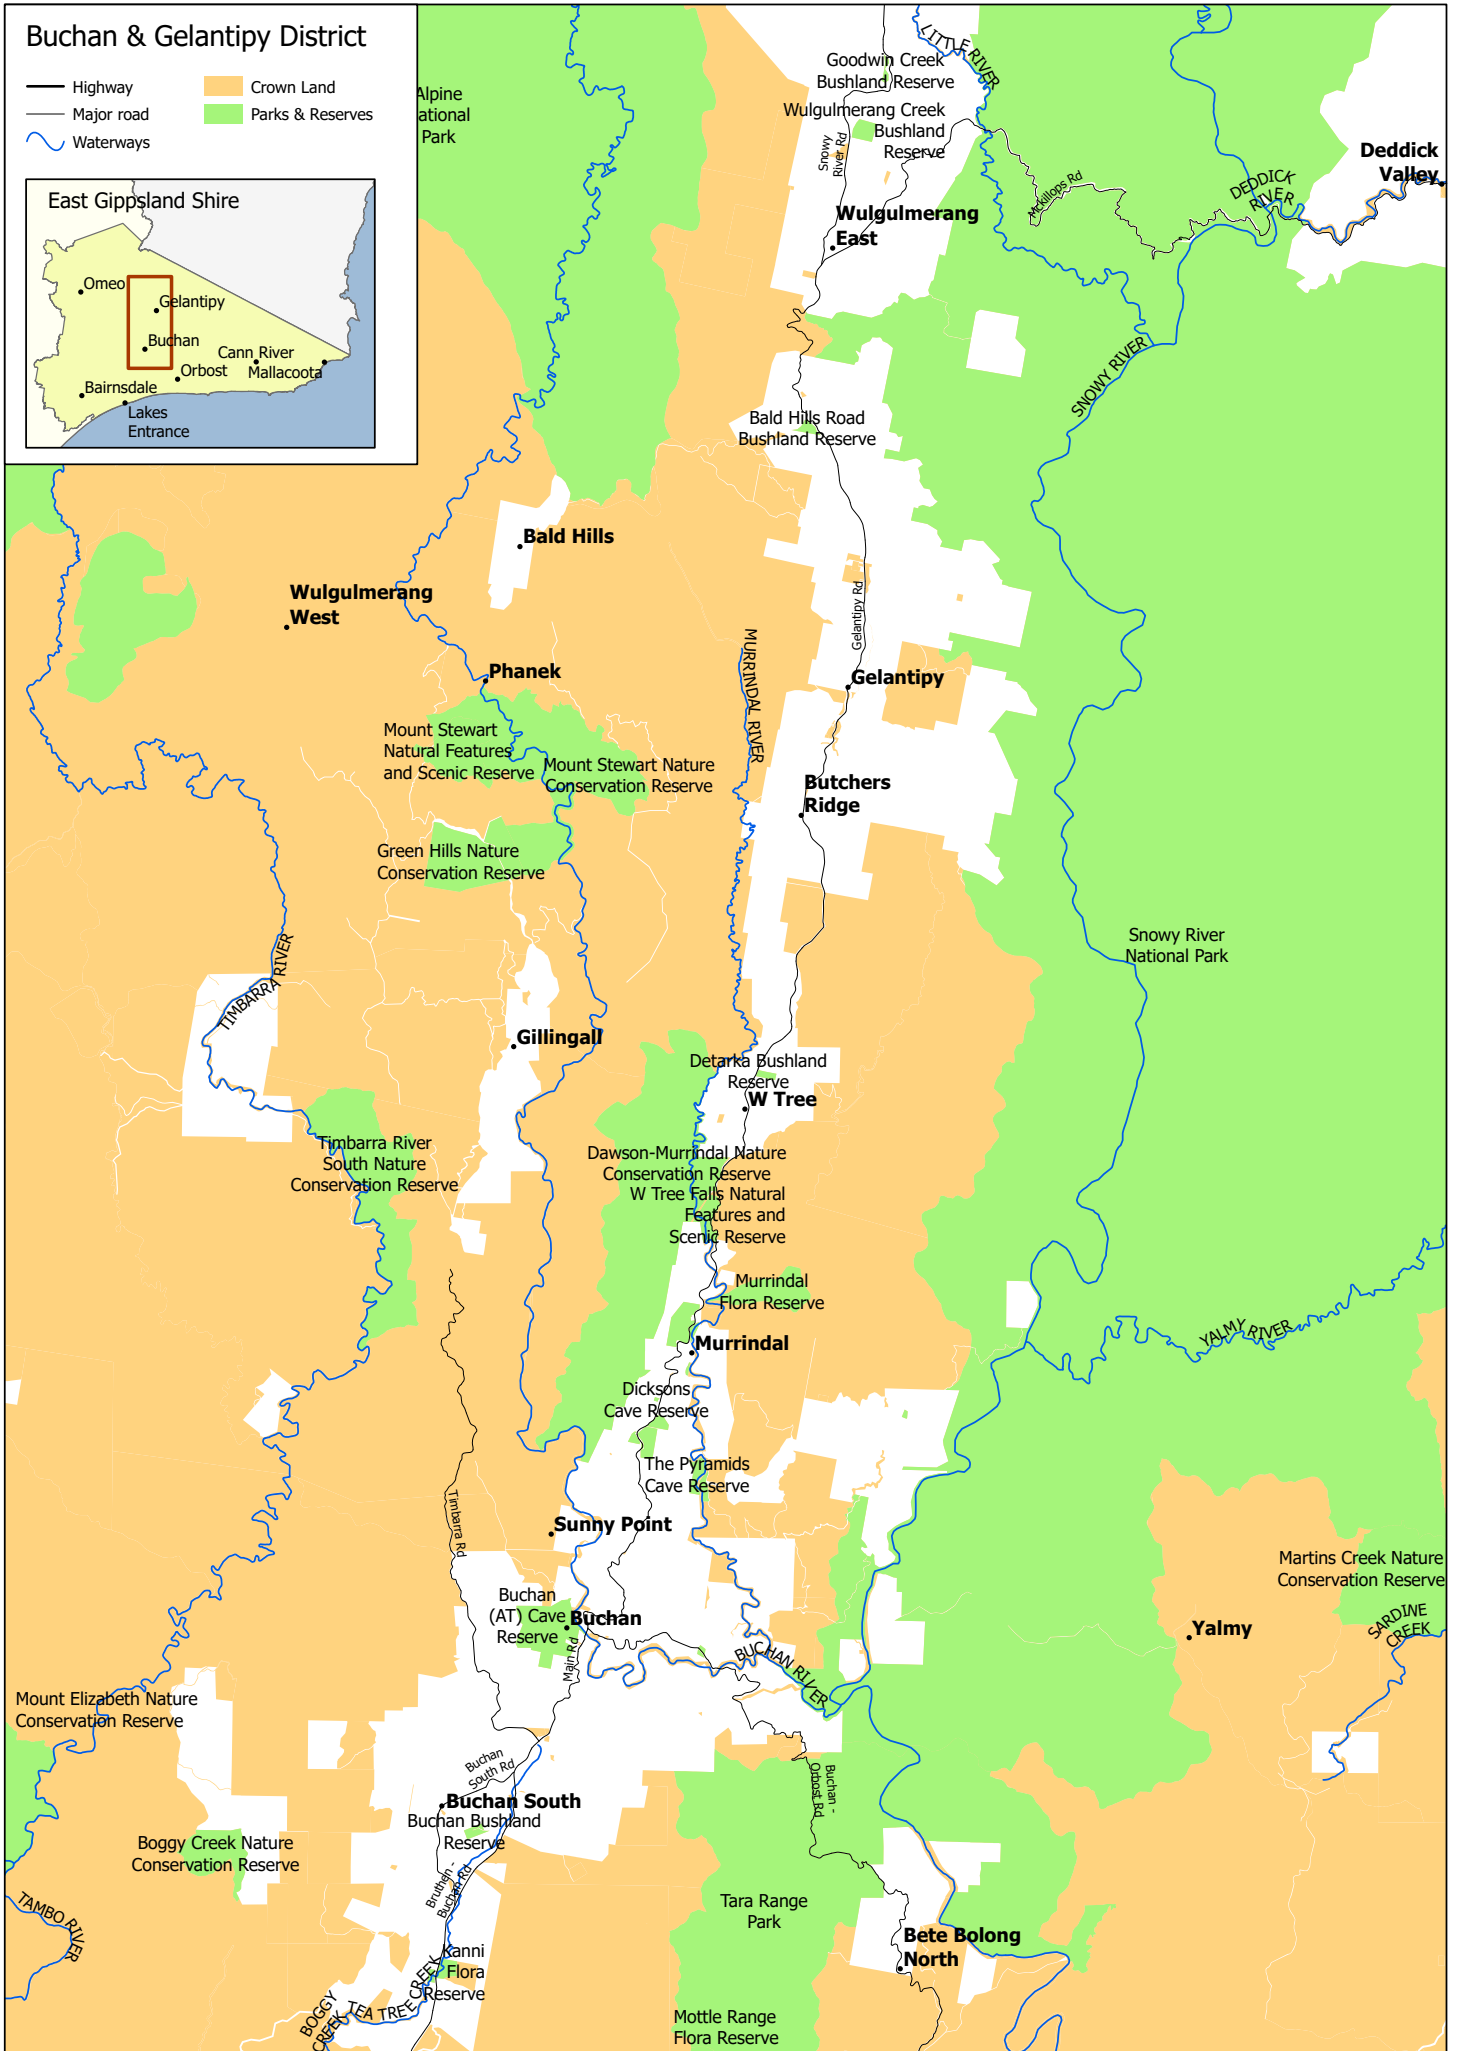 Buchan & Gelantipy District
Highway
Major road
Waterways
Crown Land
Parks & Reserves
East Gippsland Shire
Omeo
Gelantipy
Buchan
Cann River
Orbost
Mallacoota
Bairnsdale
Lakes
Entrance
Alpine
ational
Park
LITTLE RIVER
Goodwin Creek
Bushland Reserve
Wulgulmerang Creek
Bushland
Reserve
Snowy
River Rd
McKillops Rd
Deddick
Valley
DEDDICK
RIVER
Wulgulmerang
East
SNOWY RIVER
Bald Hills Road
Bushland Reserve
Bald Hills
Wulgulmerang
West
Gelantipy Rd
MURRINDAL RIVER
Phanek
Gelantipy
Mount Stewart
Natural Features
and Scenic Reserve
Mount Stewart Nature
Conservation Reserve
Butchers
Ridge
Green Hills Nature
Conservation Reserve
Snowy River
National Park
TIMBARRA RIVER
Gillingall
Detarka Bushland
Reserve
W Tree
Timbarra River
South Nature
Conservation Reserve
Dawson-Murrindal Nature
Conservation Reserve
W Tree Falls Natural
Features and
Scenic Reserve
Murrindal
Flora Reserve
YALMY RIVER
Murrindal
Dicksons
Cave Reserve
The Pyramids
Cave Reserve
Timbarra Rd
Sunny Point
Martins Creek Nature
Conservation Reserve
Buchan
(AT) Cave
Reserve
Buchan
Main Rd
Yalmy
SARDINE
CREEK
BUCHAN RIVER
Mount Elizabeth Nature
Conservation Reserve
Buchan
South Rd
Buchan -
Orbost Rd
Buchan South
Buchan Bushland
Reserve
Boggy Creek Nature
Conservation Reserve
Bruthen -
Buchan Rd
TAMBO RIVER
Tara Range
Park
Bete Bolong
North
Kanni
Flora
Reserve
TEA TREE CREEK
BOGGY
CREEK
Mottle Range
Flora Reserve